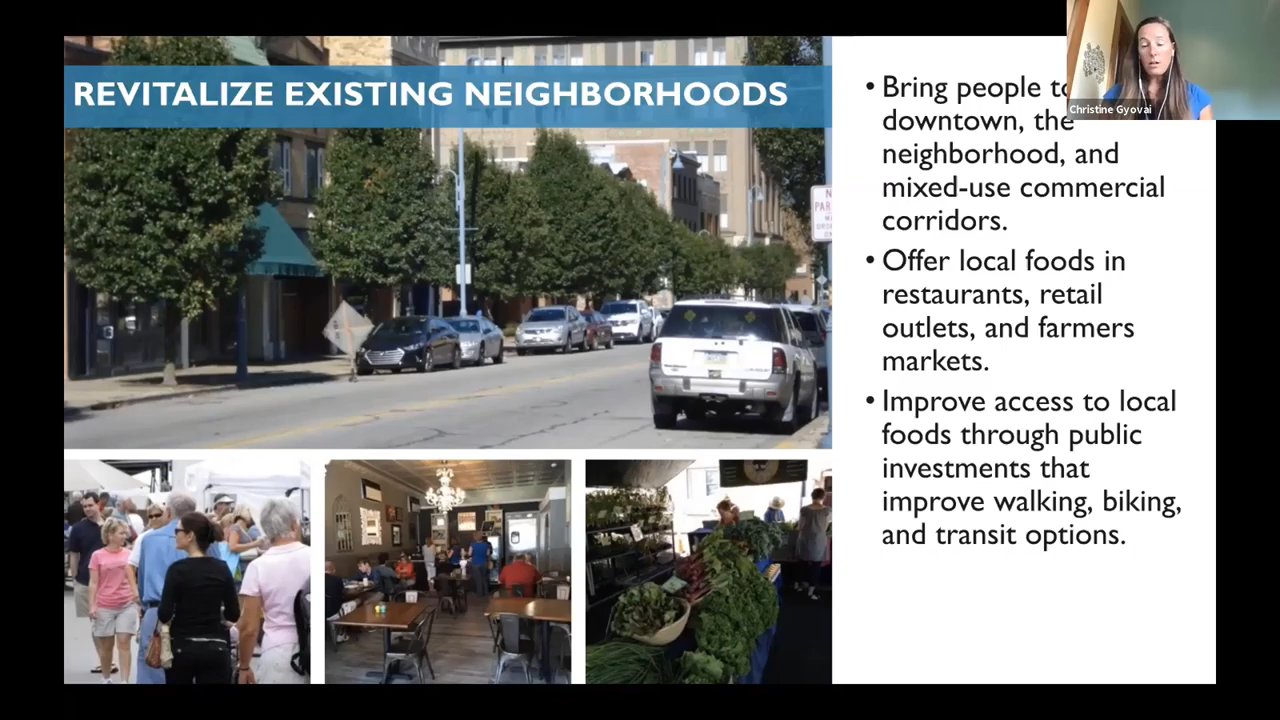 REVITALIZE EXISTING NEIGHBORHOODS
• Bring people to
downtown, the
neighborhood, and
mixed-use commercial
corridors.
• Offer local foods in
restaurants, retail
outlets, and farmers
markets.
• Improve access to local
foods through public
investments that
improve walking, biking,
and transit options.
Christine Gyovai